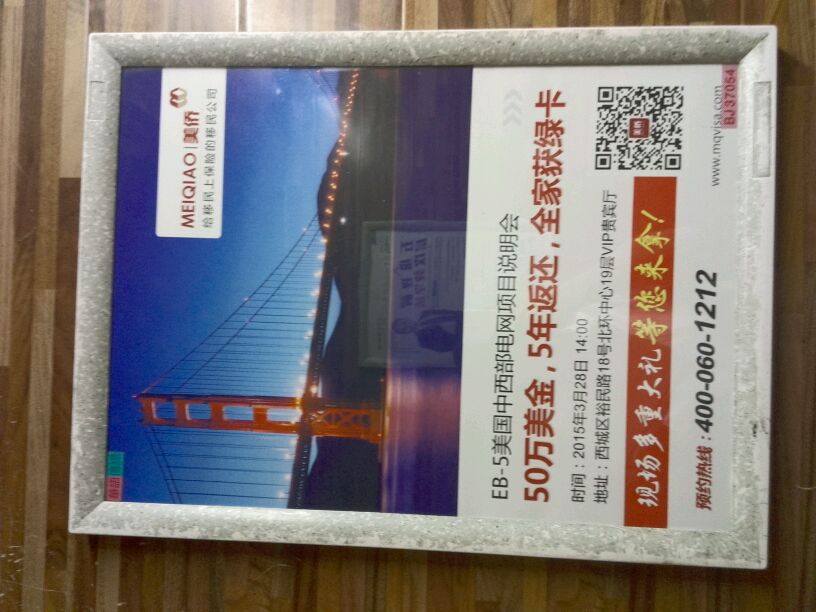 MEIQIAO|美侨
给移民上保险的移民公司
EB-5美国中西部电网项目说明会
50万美金，5年返还，全家获绿卡
时间：2015年3月28日 14:00
地址：西城区裕民路18号北环中心19层VIP贵宾厅
现场多重大礼等您来拿！
预约热线：400-060-1212
www.mqvisa.com
BJ37054